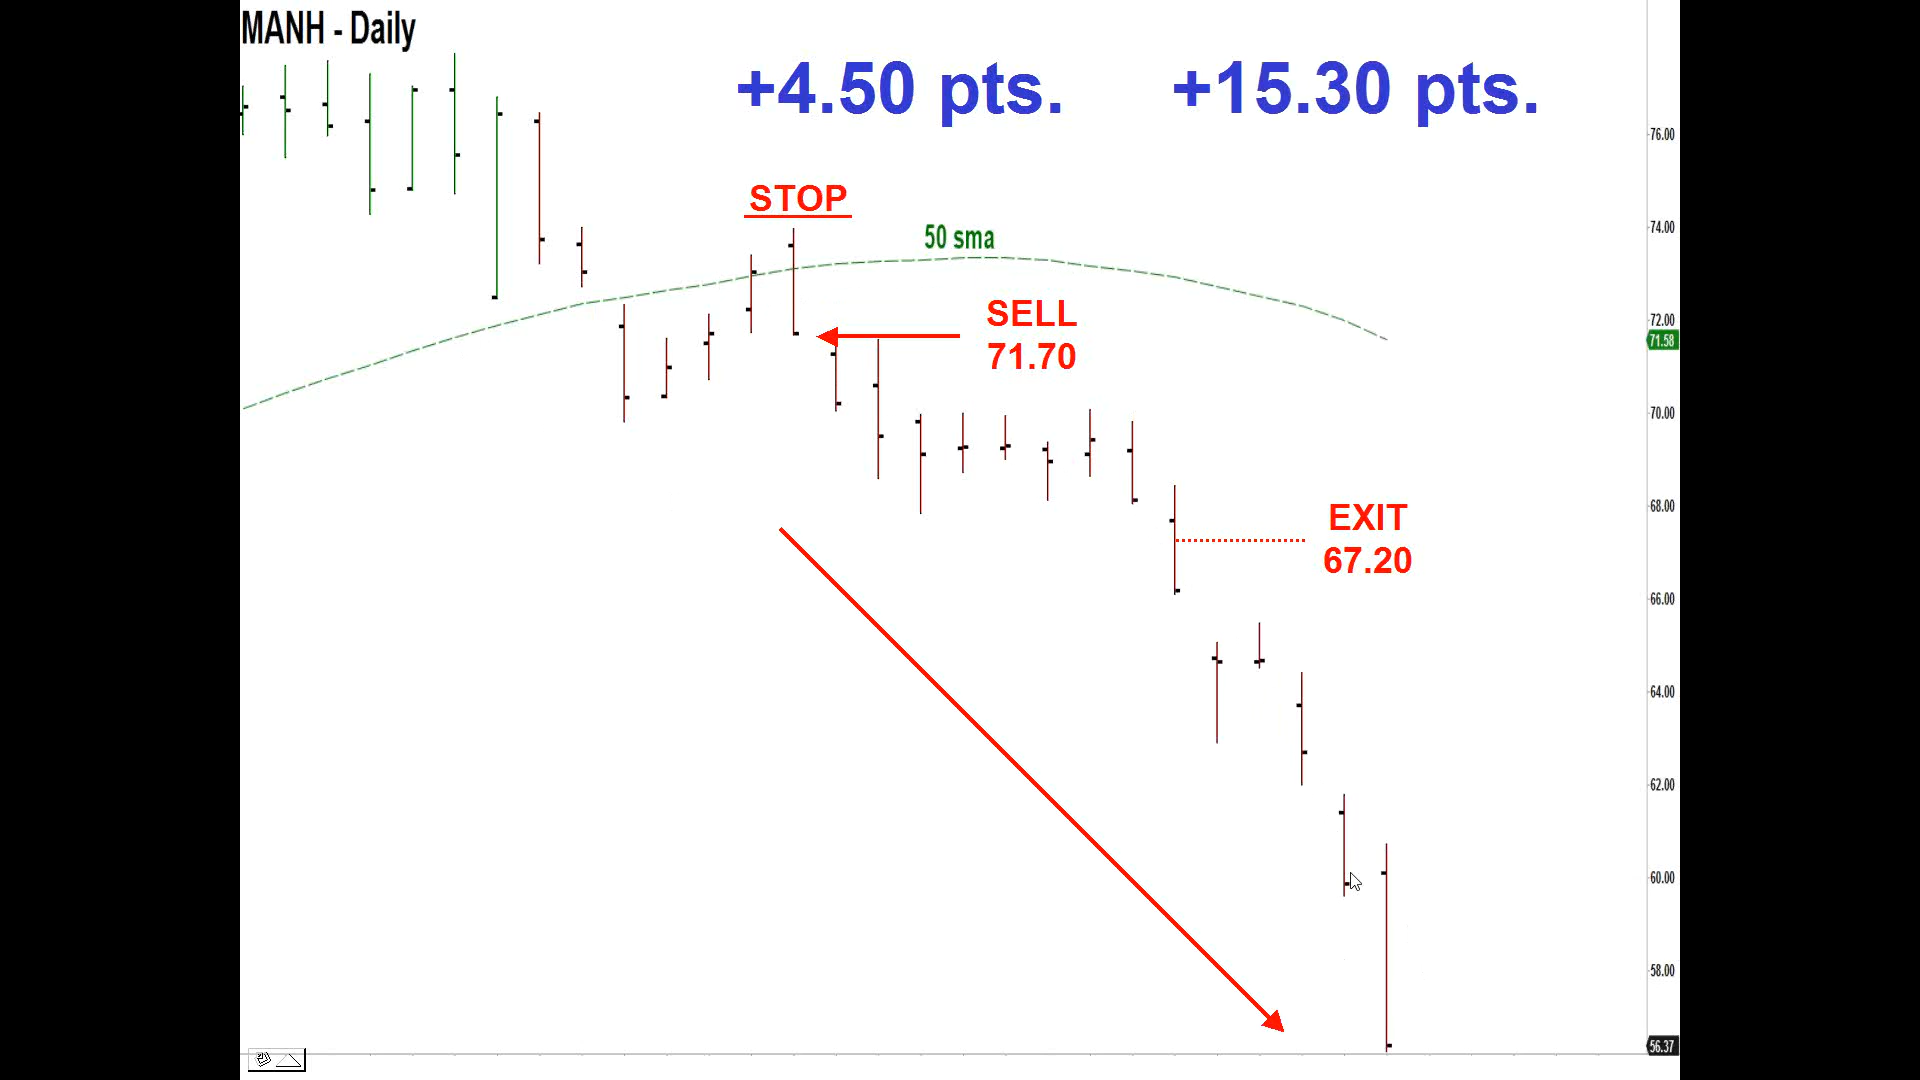 MANH - Daily
+4.50 pts. +15.30 pts.
76.00
STOP
74.00
50 sma
SELL
71.70
72.00
71.58
70.00
68.00
EXIT
67.20
66.00
64.00
62.00
60.00
58.00
56.37